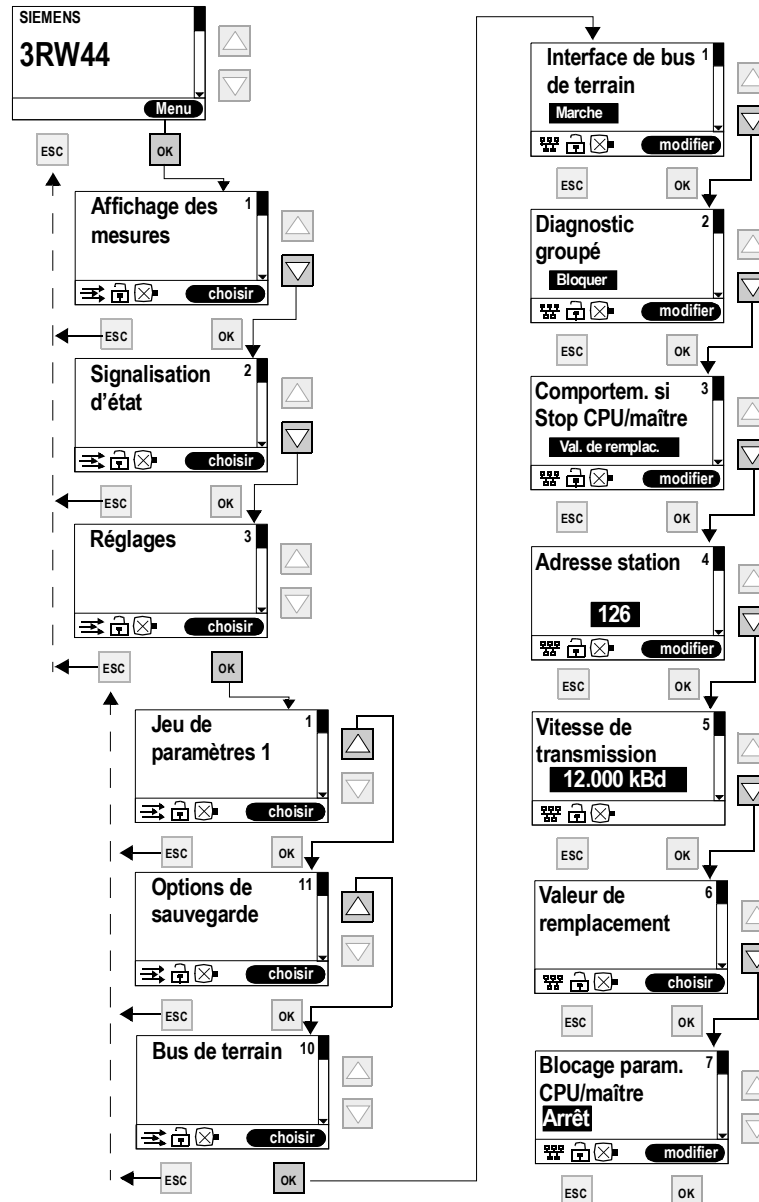 SIEMENS
3RW44
Menu
ESC
OK
Affichage des
mesures
1
choisir
ESC
OK
Signalisation
d'état
2
choisir
ESC
OK
Réglages
3
choisir
ESC
OK
Jeu de
paramètres 1
1
choisir
ESC
OK
Options de
sauvegarde
11
choisir
ESC
OK
Bus de terrain
10
choisir
ESC
OK
Interface de bus
de terrain
1
Marche
modifier
ESC
OK
Diagnostic
groupé
2
Bloquer
modifier
ESC
OK
Comportem. si
Stop CPU/maître
3
Val. de remplac.
modifier
ESC
OK
Adresse station
4
126
modifier
ESC
OK
Vitesse de
transmission
5
12.000 kBd
ESC
OK
Valeur de
remplacement
6
choisir
ESC
OK
Blocage param.
CPU/maître
7
Arrêt
modifier
ESC
OK